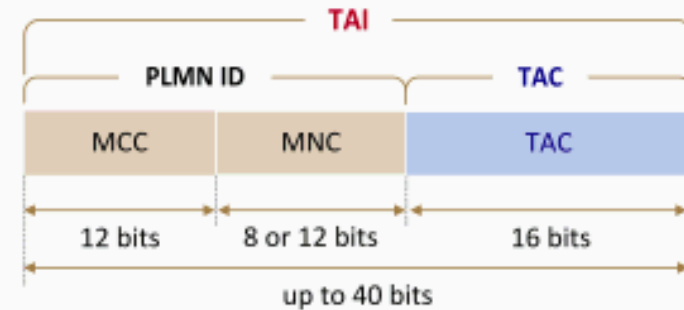 TAI
PLMN ID TAC
MCC MNC TAC
12 bits 8 or 12 bits 16 bits
up to 40 bits